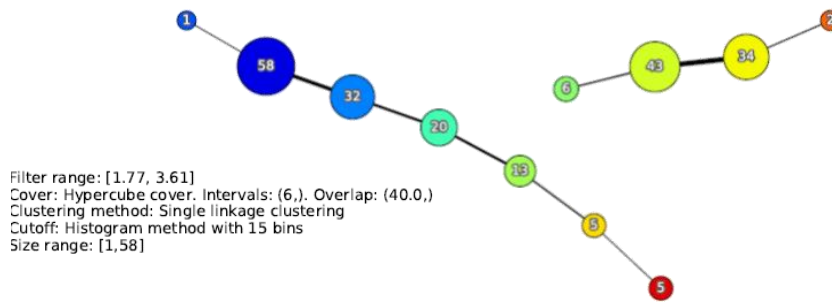 1
2
58
43
34
32
6
20
13
Filter range: [1.77, 3.61]
Cover: Hypercube cover. Intervals: (6,). Overlap: (40.0,)
Clustering method: Single linkage clustering
Cutoff: Histogram method with 15 bins
Size range: [1,58]
5
5